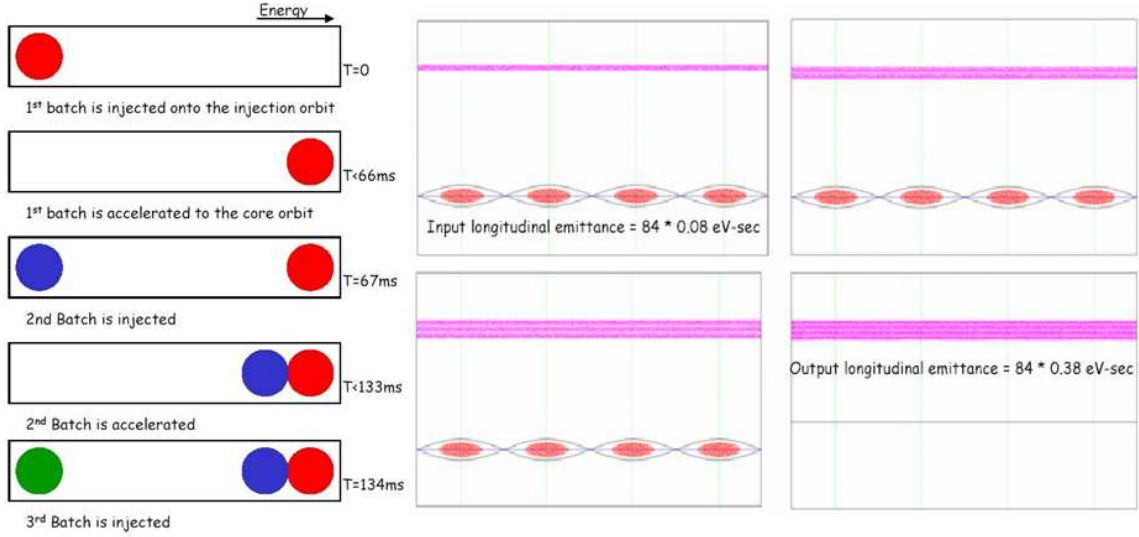 Energy
T=0
1st batch is injected onto the injection orbit
T<66ms
1st batch is accelerated to the core orbit
T=67ms
2nd Batch is injected
T<133ms
2nd Batch is accelerated
T=134ms
3rd Batch is injected
Input longitudinal emittance = 84 * 0.08 eV-sec
Output longitudinal emittance = 84 * 0.38 eV-sec